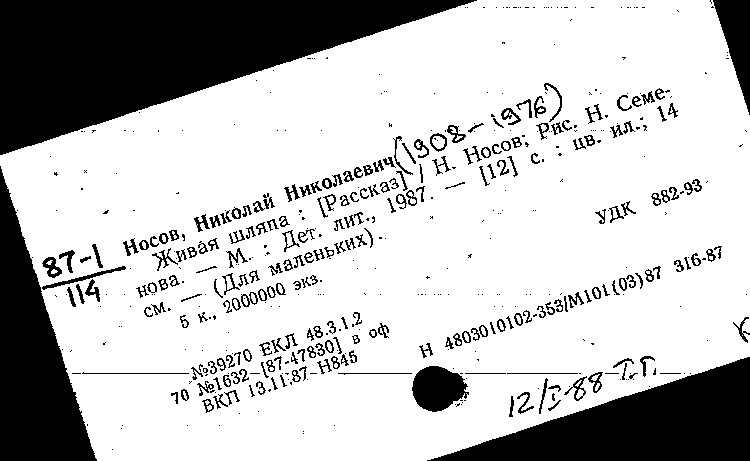 87-1
114
Носов, Николай Николаевич (1908-1976)
Живая шляпа : [Рассказ] / Н. Носов; Рис. Н. Семе-
нова. — М. : Дет. лит., 1987. — [12] с. : цв. ил.; 14
см. — (Для маленьких).
5 к., 2000000 экз.
УДК 882-93
№39270 ЕКЛ 48.3.1.2
70 №1632 [87-47830] в оф
ВКП 13.11.87 Н845
Н 4803010102-353/М101(03)87 316-87
12/I-88 Т.П.